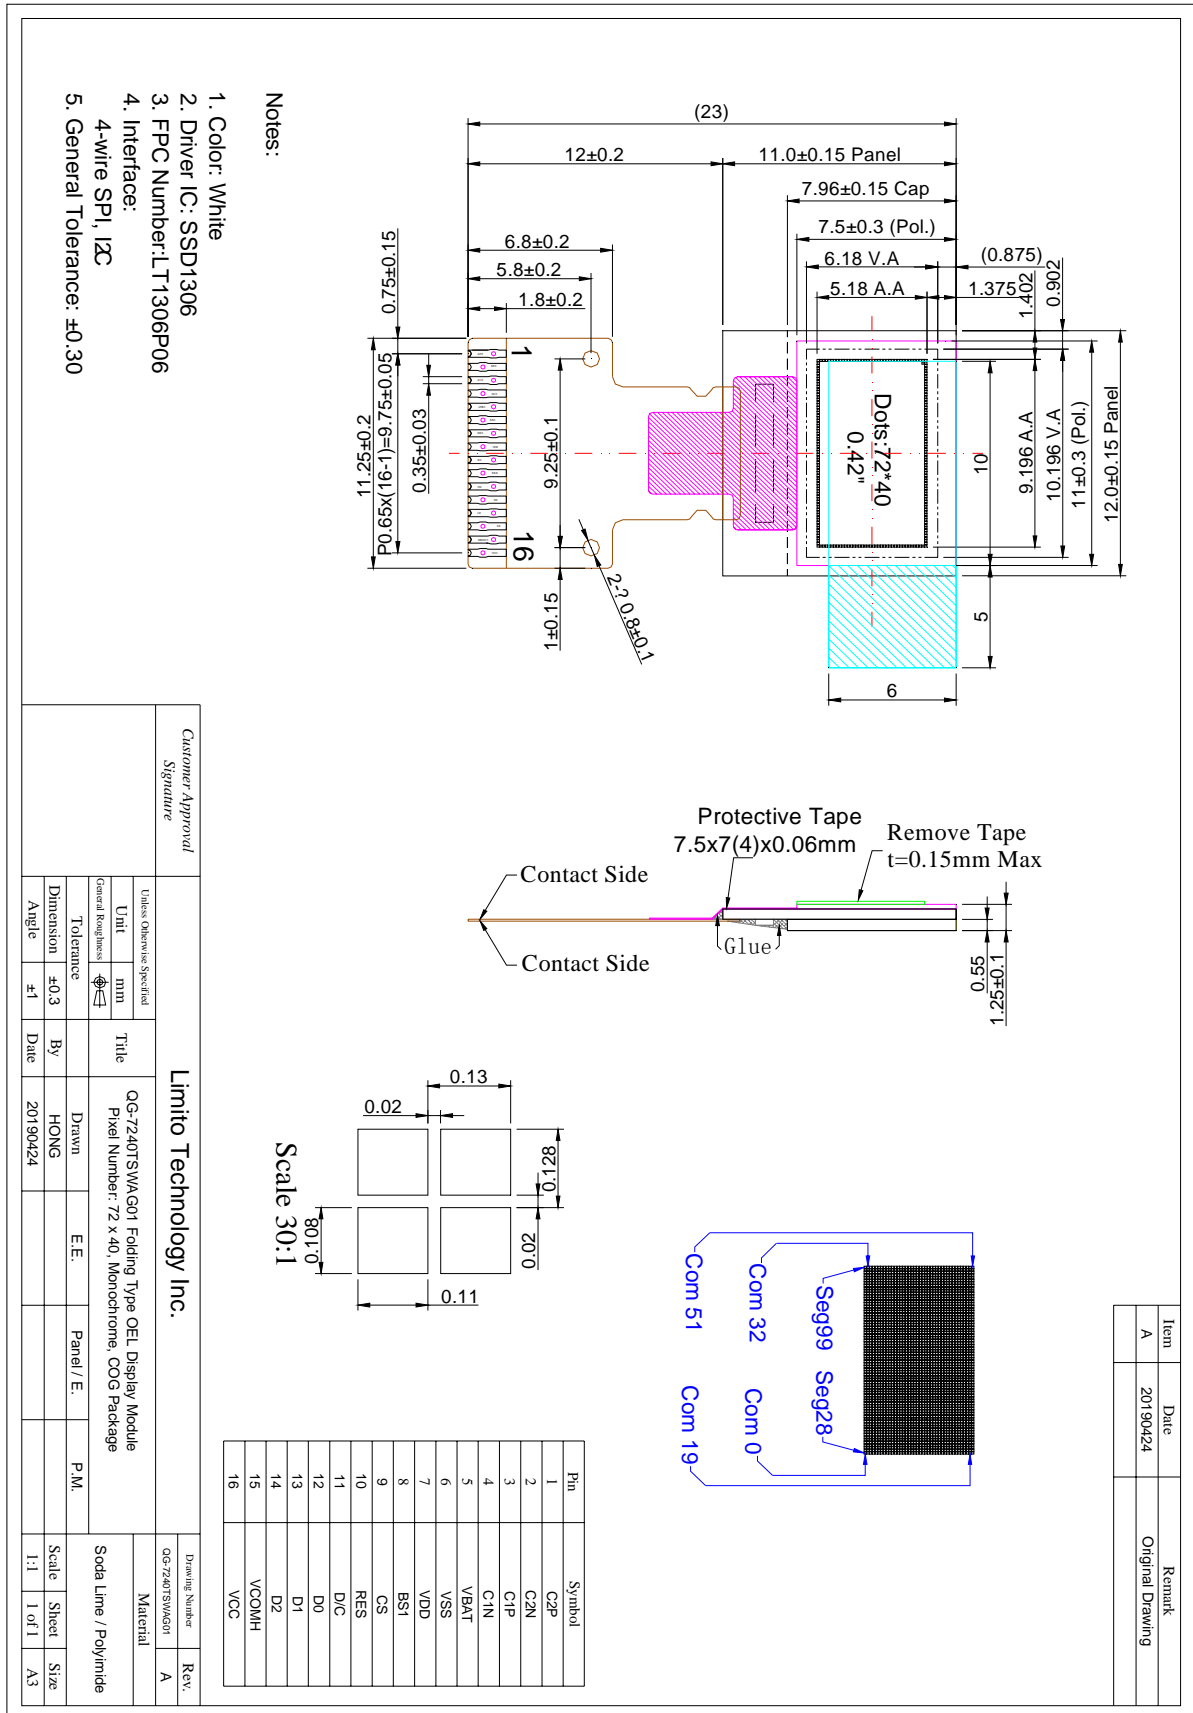 Notes:
1. Color: White
2. Driver IC: SSD1306
3. FPC Number:LT1306P06
4. Interface:
4-wire SPI, I2C
5. General Tolerance: ±0.30
(23)
12±0.2
11.0±0.15 Panel
7.96±0.15 Cap
7.5±0.3 (Pol.)
6.18 V.A
(0.875)
5.18 A.A
1.375
6.8±0.2
5.8±0.2
1.8±0.2
0.75±0.15
1.402
0.902
1
16
Dots:72*40
0.42"
11.25±0.2
P0.65x(16-1)=9.75±0.05
0.35±0.03
9.25±0.1
1±0.15
2-? 0.8±0.1
10
9.196 A.A
10.196 V.A
11±0.3 (Pol.)
12.0±0.15 Panel
5
6
Protective Tape
7.5x7(4)x0.06mm
Remove Tape
t=0.15mm Max
Contact Side
Contact Side
Glue
0.55
1.25±0.1
0.13
0.02
0.128
0.02
0.108
0.11
Scale 30:1
Com 51
Com 32
Seg99
Seg28
Com 0
Com 19
Item Date Remark
A 20190424 Original Drawing
Pin Symbol
1 C2P
2 C2N
3 C1P
4 C1N
5 VBAT
6 VSS
7 VDD
8 BS1
9 CS
10 RES
11 D/C
12 D0
13 D1
14 D2
15 VCOMH
16 VCC
Customer Approval
Signature
Limito Technology Inc.
Drawing Number Rev.
QG-7240TSWAG01 A
Unless Otherwise Specified
Unit mm
General Roughness
Tolerance
Dimension ±0.3
Angle ±1
Title
QG-7240TSWAG01 Folding Type OEL Display Module
Pixel Number: 72 x 40, Monochrome, COG Package
Material
Soda Lime / Polyimide
Drawn E.E. Panel / E. P.M.
By HONG
Date 20190424
Scale Sheet Size
1:1 1 of 1 A3